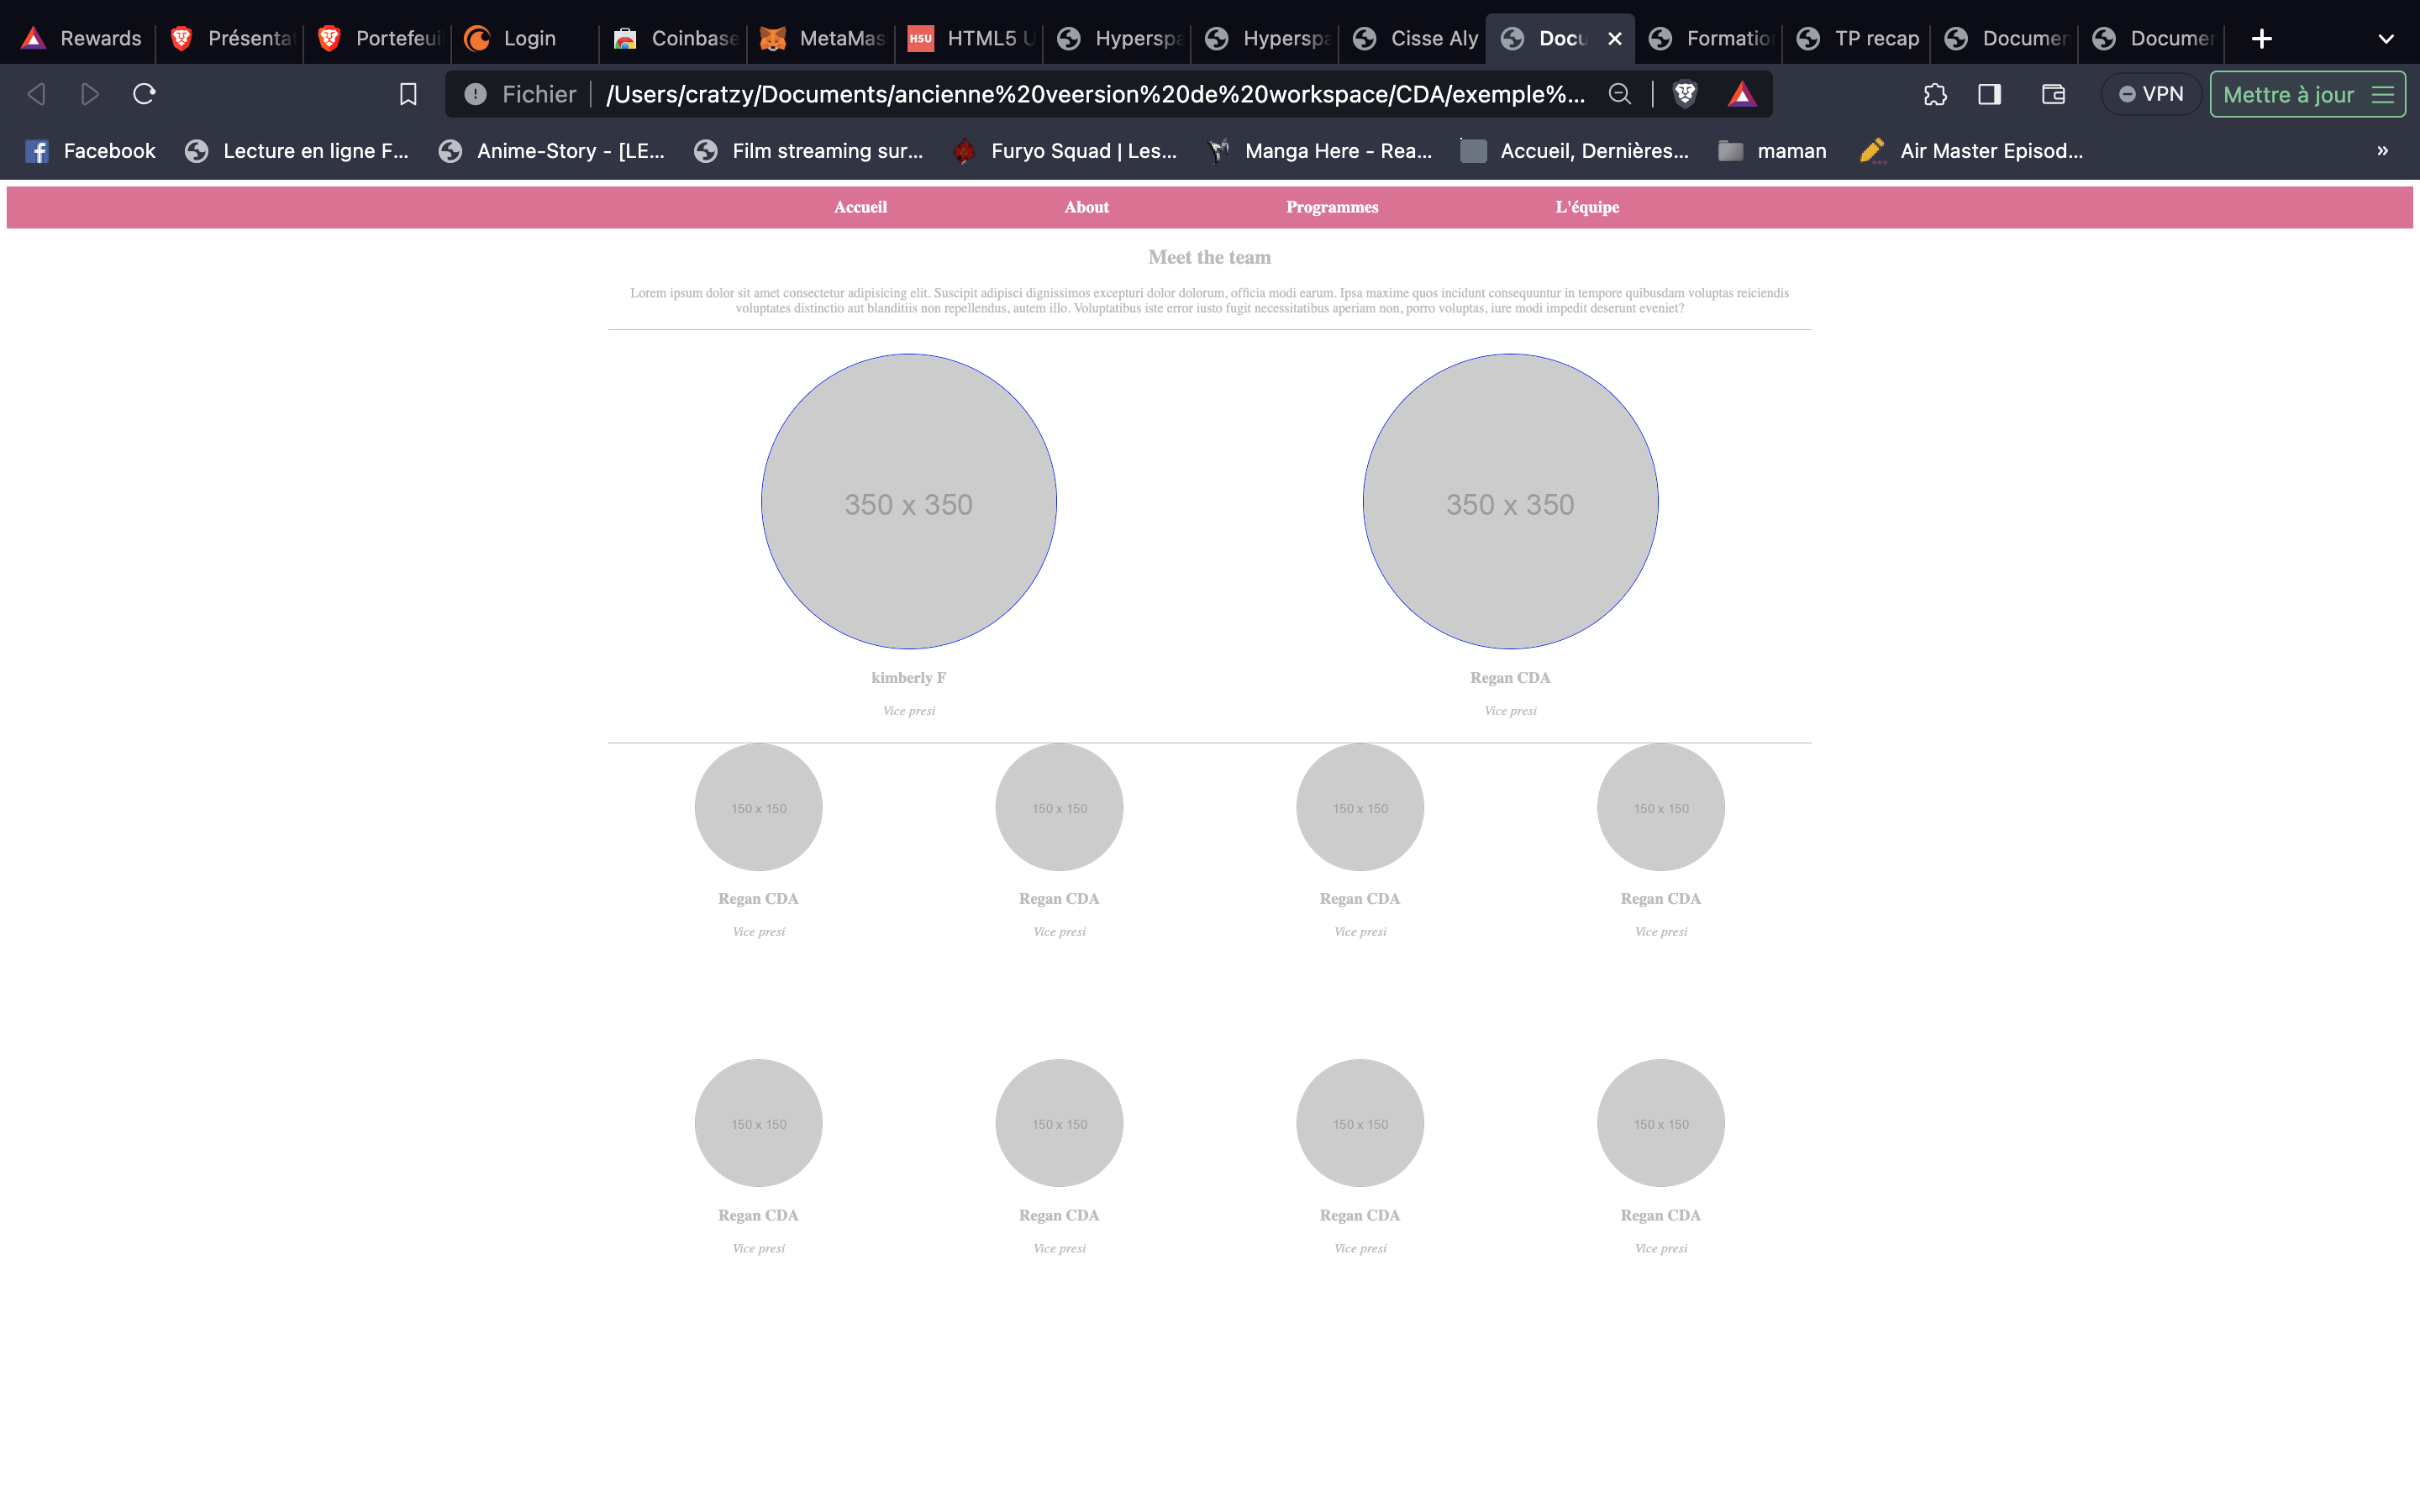 Rewards Présenta Portefeui Login Coinbase MetaMas H5U HTML5 U Hyperspa Hyperspa Cisse Aly Docu Formation TP recap Documen Documen
Fichier /Users/cratzy/Documents/ancienne%20veersion%20de%20workspace/CDA/exemple%... VPN Mettre à jour
Facebook Lecture en ligne F... Anime-Story - [LE... Film streaming sur... Furyo Squad | Les... Manga Here - Rea... Accueil, Dernières... maman Air Master Episod... »
Accueil About Programmes L'équipe
Meet the team
Lorem ipsum dolor sit amet consectetur adipisicing elit. Suscipit adipisci dignissimos excepturi dolor dolorum, officia modi earum. Ipsa maxime quos incidunt consequuntur in tempore quibusdam voluptas reiciendis
voluptates distinctio aut blanditiis non repellendus, autem illo. Voluptatibus iste error iusto fugit necessitatibus aperiam non, porro voluptas, iure modi impedit deserunt eveniet?
350 x 350 350 x 350
kimberly F Regan CDA
Vice presi Vice presi
150 x 150 150 x 150 150 x 150 150 x 150
Regan CDA Regan CDA Regan CDA Regan CDA
Vice presi Vice presi Vice presi Vice presi
150 x 150 150 x 150 150 x 150 150 x 150
Regan CDA Regan CDA Regan CDA Regan CDA
Vice presi Vice presi Vice presi Vice presi